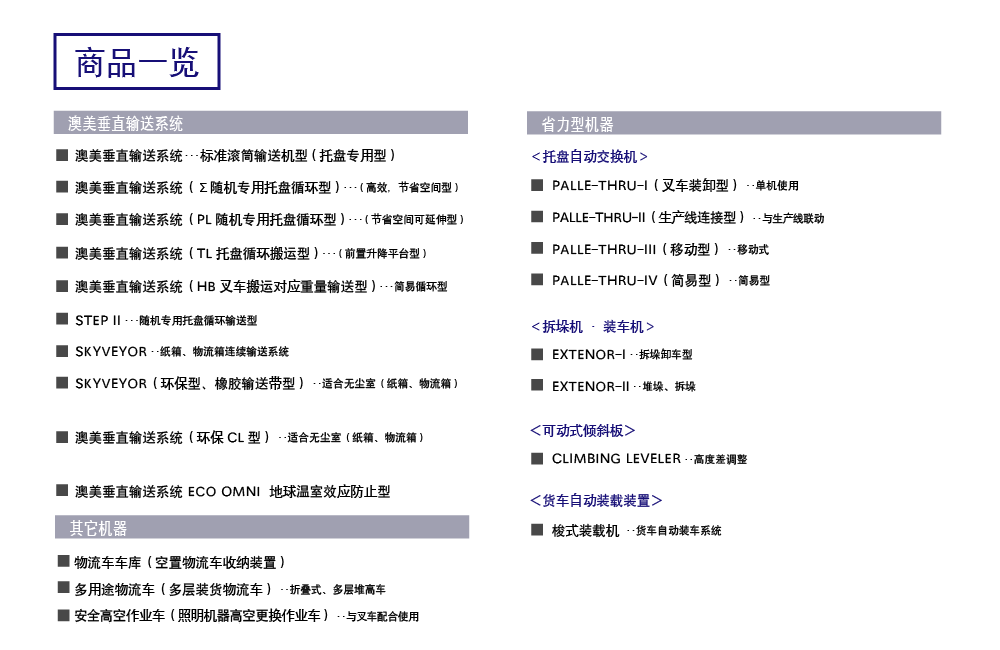 商品一览
澳美垂直输送系统
■ 澳美垂直输送系统···标准滚筒输送机型(托盘专用型)
■ 澳美垂直输送系统(Σ随机专用托盘循环型)···(高效，节省空间型)
■ 澳美垂直输送系统(PL 随机专用托盘循环型)···(节省空间可延伸型)
■ 澳美垂直输送系统(TL 托盘循环搬运型)···(前置升降平台型)
■ 澳美垂直输送系统(HB 叉车搬运对应重量输送型)···简易循环型
■ STEP II ···随机专用托盘循环输送型
■ SKYVEYOR ··纸箱、物流箱连续输送系统
■ SKYVEYOR(环保型、橡胶输送带型) ··适合无尘室(纸箱、物流箱)
■ 澳美垂直输送系统(环保 CL 型) ··适合无尘室(纸箱、物流箱)
■ 澳美垂直输送系统 ECO OMNI 地球温室效应防止型
其它机器
■ 物流车车库(空置物流车收纳装置)
■ 多用途物流车(多层装货物流车) ··折叠式、多层堆高车
■ 安全高空作业车(照明机器高空更换作业车) ··与叉车配合使用
省力型机器
<托盘自动交换机>
■ PALLE-THRU-I(叉车装卸型) ··单机使用
■ PALLE-THRU-II(生产线连接型) ··与生产线联动
■ PALLE-THRU-III(移动型) ··移动式
■ PALLE-THRU-IV(简易型) ··简易型
<拆垛机 · 装车机>
■ EXTENOR-I ··拆垛卸车型
■ EXTENOR-II ··堆垛、拆垛
<可动式倾斜板>
■ CLIMBING LEVELER ··高度差调整
<货车自动装载装置>
■ 梭式装载机 ··货车自动装车系统